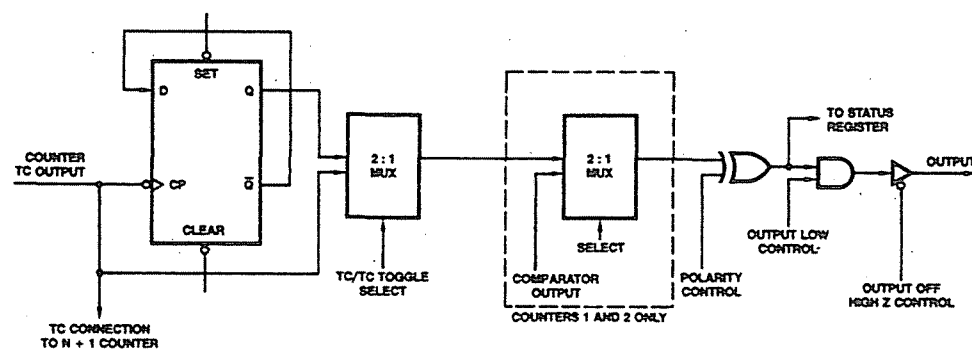 SET
D
Q
COUNTER
TC OUTPUT
CP
Q
CLEAR
2 : 1
MUX
TC/TC TOGGLE
SELECT
TC CONNECTION
TO N + 1 COUNTER
2 : 1
MUX
SELECT
COMPARATOR
OUTPUT
COUNTERS 1 AND 2 ONLY
POLARITY
CONTROL
TO STATUS
REGISTER
OUTPUT LOW
CONTROL
OUTPUT
OUTPUT OFF
HIGH Z CONTROL